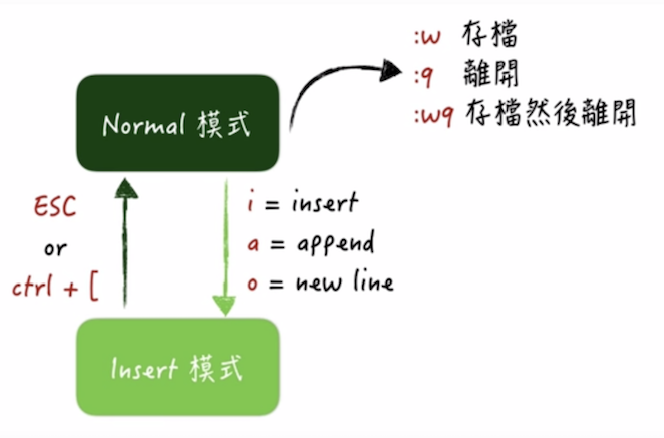 :w 存檔
:q 離開
:wq 存檔然後離開
Normal 模式
ESC
or
ctrl + [
i = insert
a = append
o = new line
Insert 模式